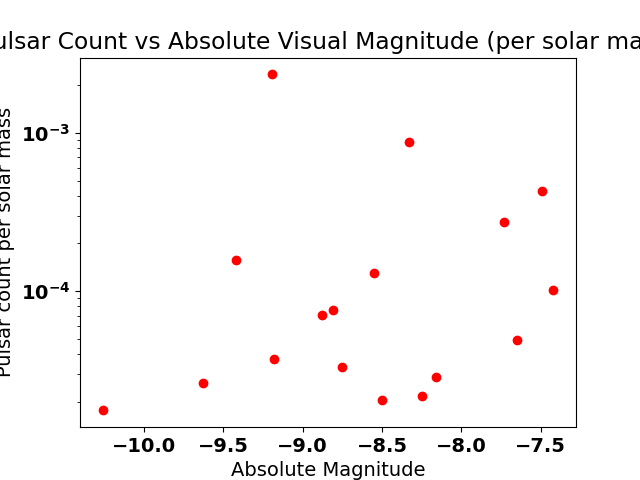 ulsar Count vs Absolute Visual Magnitude (per solar ma
Pulsar count per solar mass
10⁻³
10⁻⁴
−10.0 −9.5 −9.0 −8.5 −8.0 −7.5
Absolute Magnitude